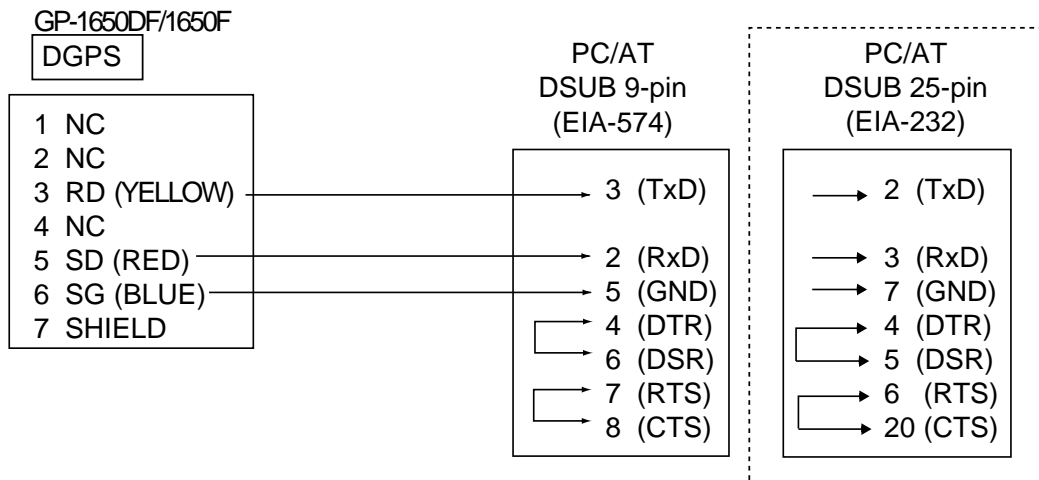 GP-1650DF/1650F
DGPS
1 NC
2 NC
3 RD (YELLOW)
4 NC
5 SD (RED)
6 SG (BLUE)
7 SHIELD
PC/AT
DSUB 9-pin
(EIA-574)
3 (TxD)
2 (RxD)
5 (GND)
4 (DTR)
6 (DSR)
7 (RTS)
8 (CTS)
PC/AT
DSUB 25-pin
(EIA-232)
2 (TxD)
3 (RxD)
7 (GND)
4 (DTR)
5 (DSR)
6 (RTS)
20 (CTS)